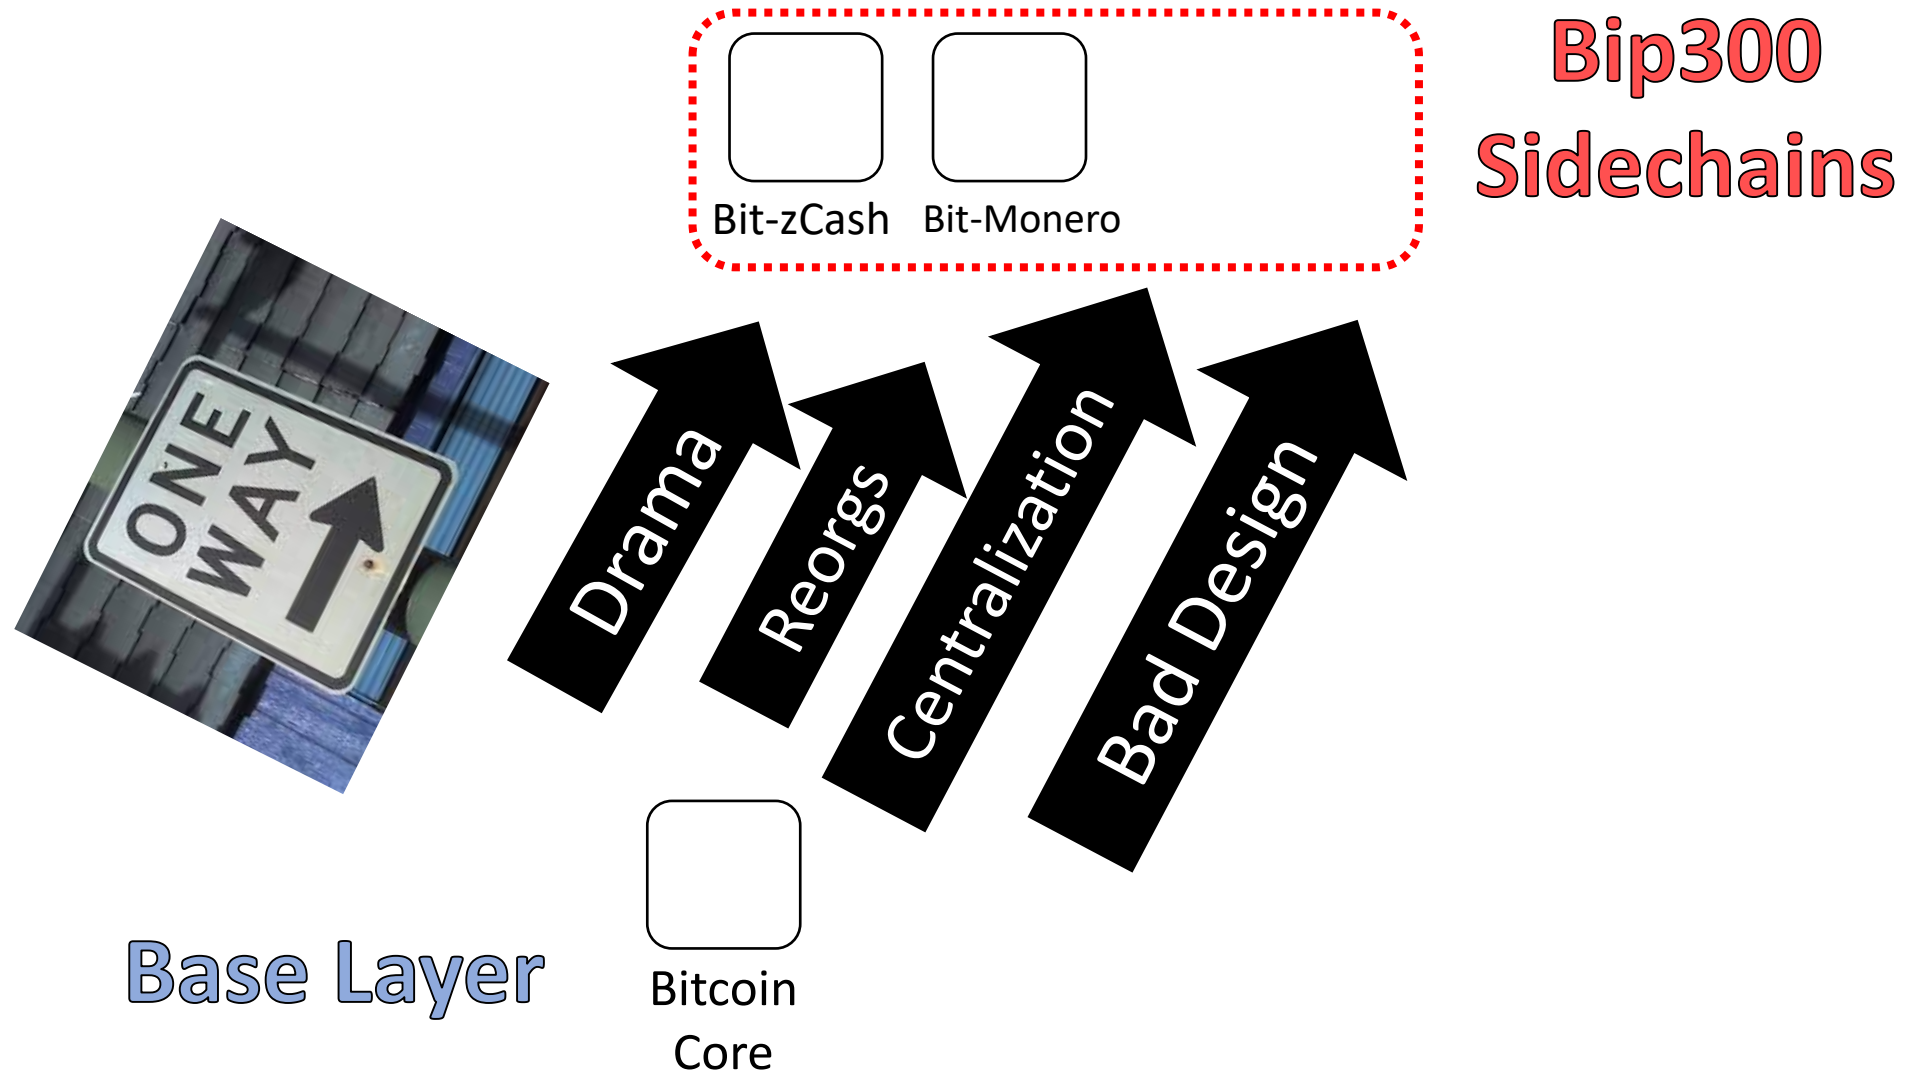 Bip300
Sidechains
Bit-zCash
Bit-Monero
ONE
WAY
Drama
Reorgs
Centralization
Bad Design
Base Layer
Bitcoin
Core